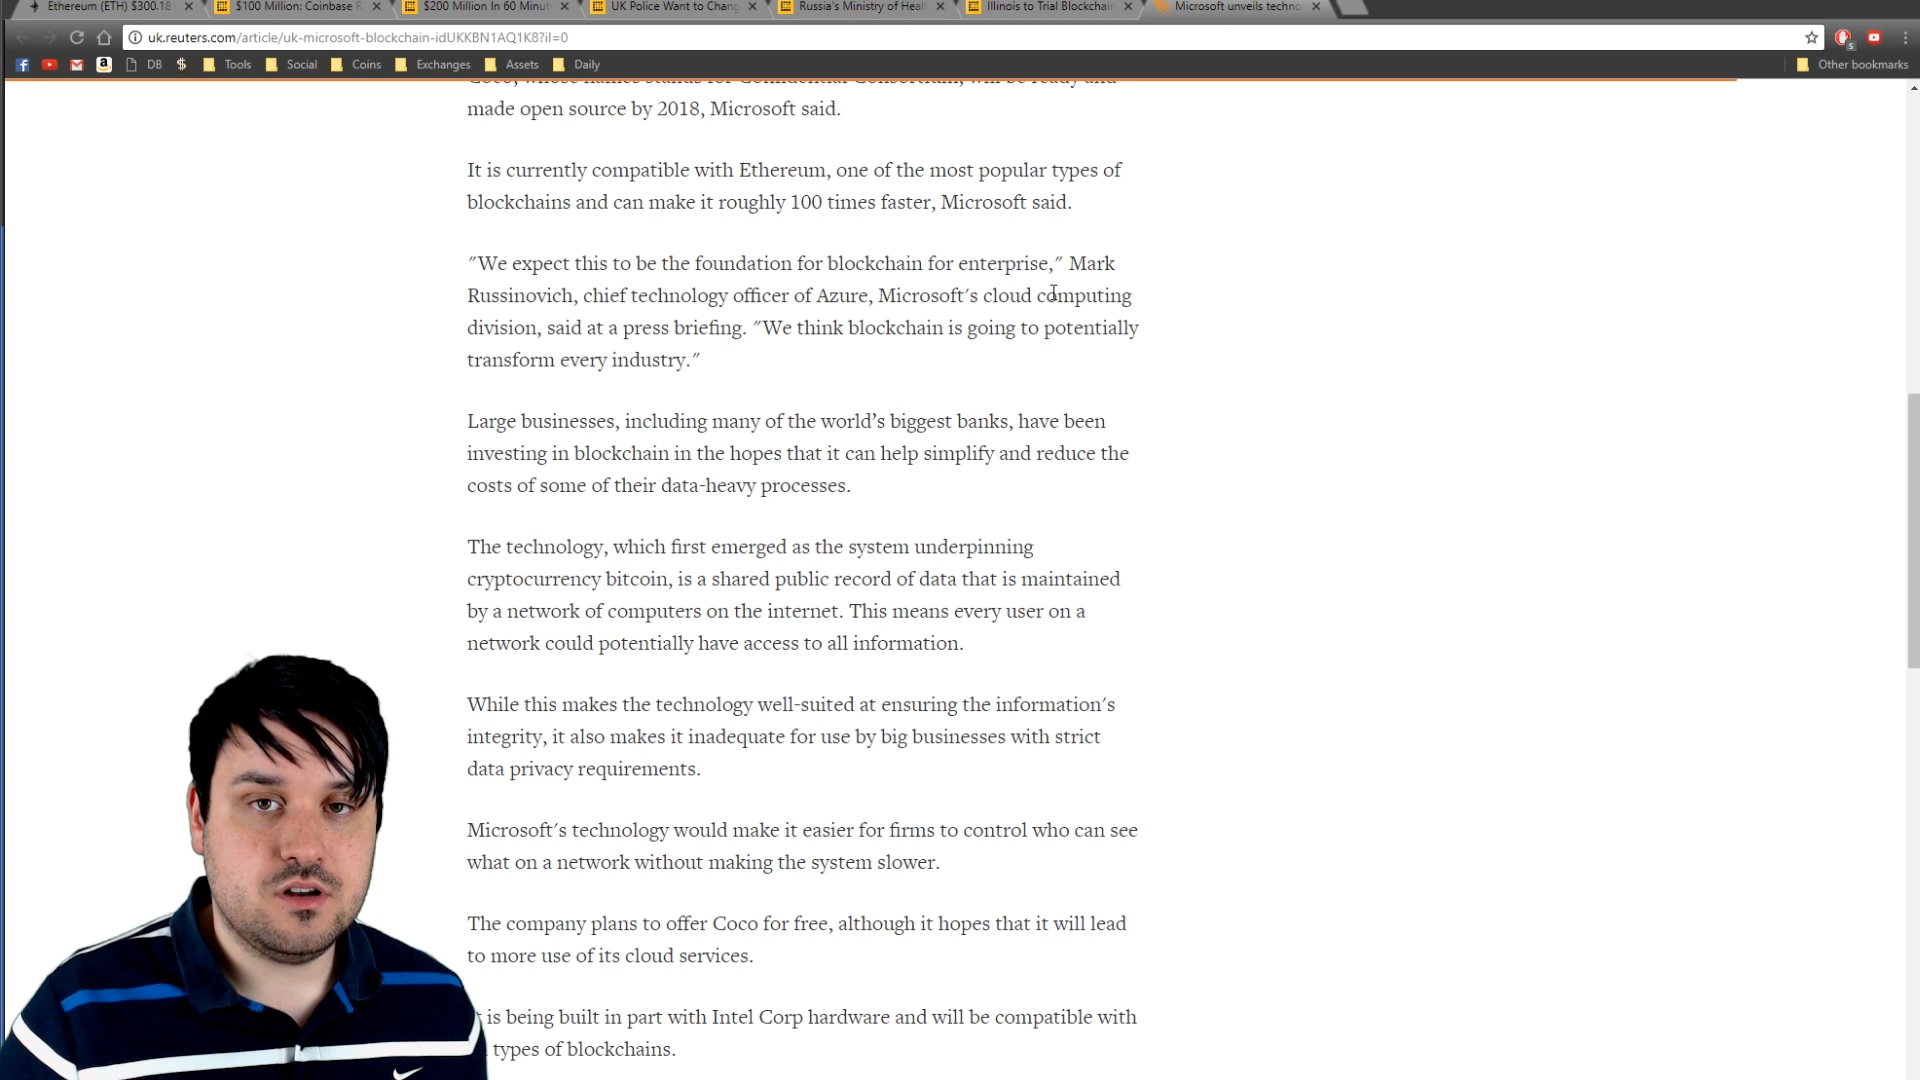 Ethereum (ETH) $300.18
$100 Million: Coinbase R
$200 Million In 60 Minut
UK Police Want to Chang
Russia's Ministry of Heal
Illinois to Trial Blockchain
Microsoft unveils techno
uk.reuters.com/article/uk-microsoft-blockchain-idUKKBN1AQ1K8?il=0
5
DB
$
Tools
Social
Coins
Exchanges
Assets
Daily
Other bookmarks
Coco, whose names stands for Confidential Consortium, will be ready and
made open source by 2018, Microsoft said.
It is currently compatible with Ethereum, one of the most popular types of
blockchains and can make it roughly 100 times faster, Microsoft said.
"We expect this to be the foundation for blockchain for enterprise," Mark
Russinovich, chief technology officer of Azure, Microsoft's cloud computing
division, said at a press briefing. "We think blockchain is going to potentially
transform every industry."
Large businesses, including many of the world’s biggest banks, have been
investing in blockchain in the hopes that it can help simplify and reduce the
costs of some of their data-heavy processes.
The technology, which first emerged as the system underpinning
cryptocurrency bitcoin, is a shared public record of data that is maintained
by a network of computers on the internet. This means every user on a
network could potentially have access to all information.
While this makes the technology well-suited at ensuring the information's
integrity, it also makes it inadequate for use by big businesses with strict
data privacy requirements.
Microsoft's technology would make it easier for firms to control who can see
what on a network without making the system slower.
The company plans to offer Coco for free, although it hopes that it will lead
to more use of its cloud services.
is being built in part with Intel Corp hardware and will be compatible with
types of blockchains.